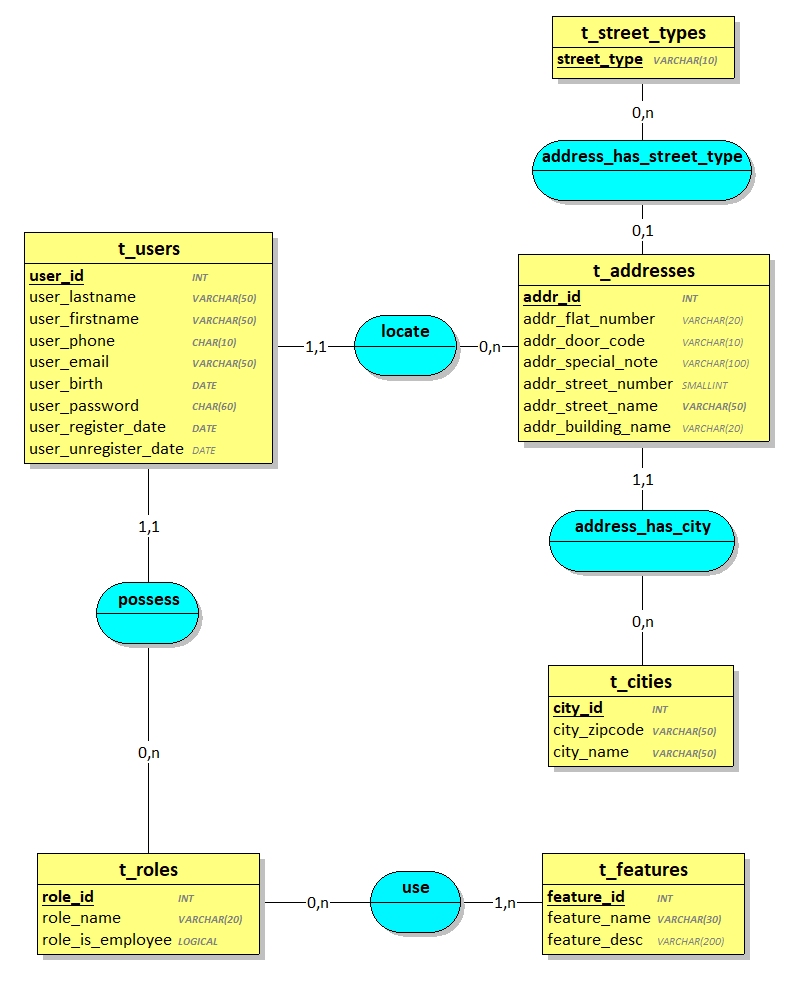 t_street_types
street_type VARCHAR(10)
0,n
address_has_street_type
0,1
t_users
user_id INT
user_lastname VARCHAR(50)
user_firstname VARCHAR(50)
user_phone CHAR(10)
user_email VARCHAR(50)
user_birth DATE
user_password CHAR(60)
user_register_date DATE
user_unregister_date DATE
1,1
locate
0,n
t_addresses
addr_id INT
addr_flat_number VARCHAR(20)
addr_door_code VARCHAR(10)
addr_special_note VARCHAR(100)
addr_street_number SMALLINT
addr_street_name VARCHAR(50)
addr_building_name VARCHAR(20)
1,1
address_has_city
0,n
t_cities
city_id INT
city_zipcode VARCHAR(50)
city_name VARCHAR(50)
1,1
possess
0,n
t_roles
role_id INT
role_name VARCHAR(20)
role_is_employee LOGICAL
0,n
use
1,n
t_features
feature_id INT
feature_name VARCHAR(30)
feature_desc VARCHAR(200)